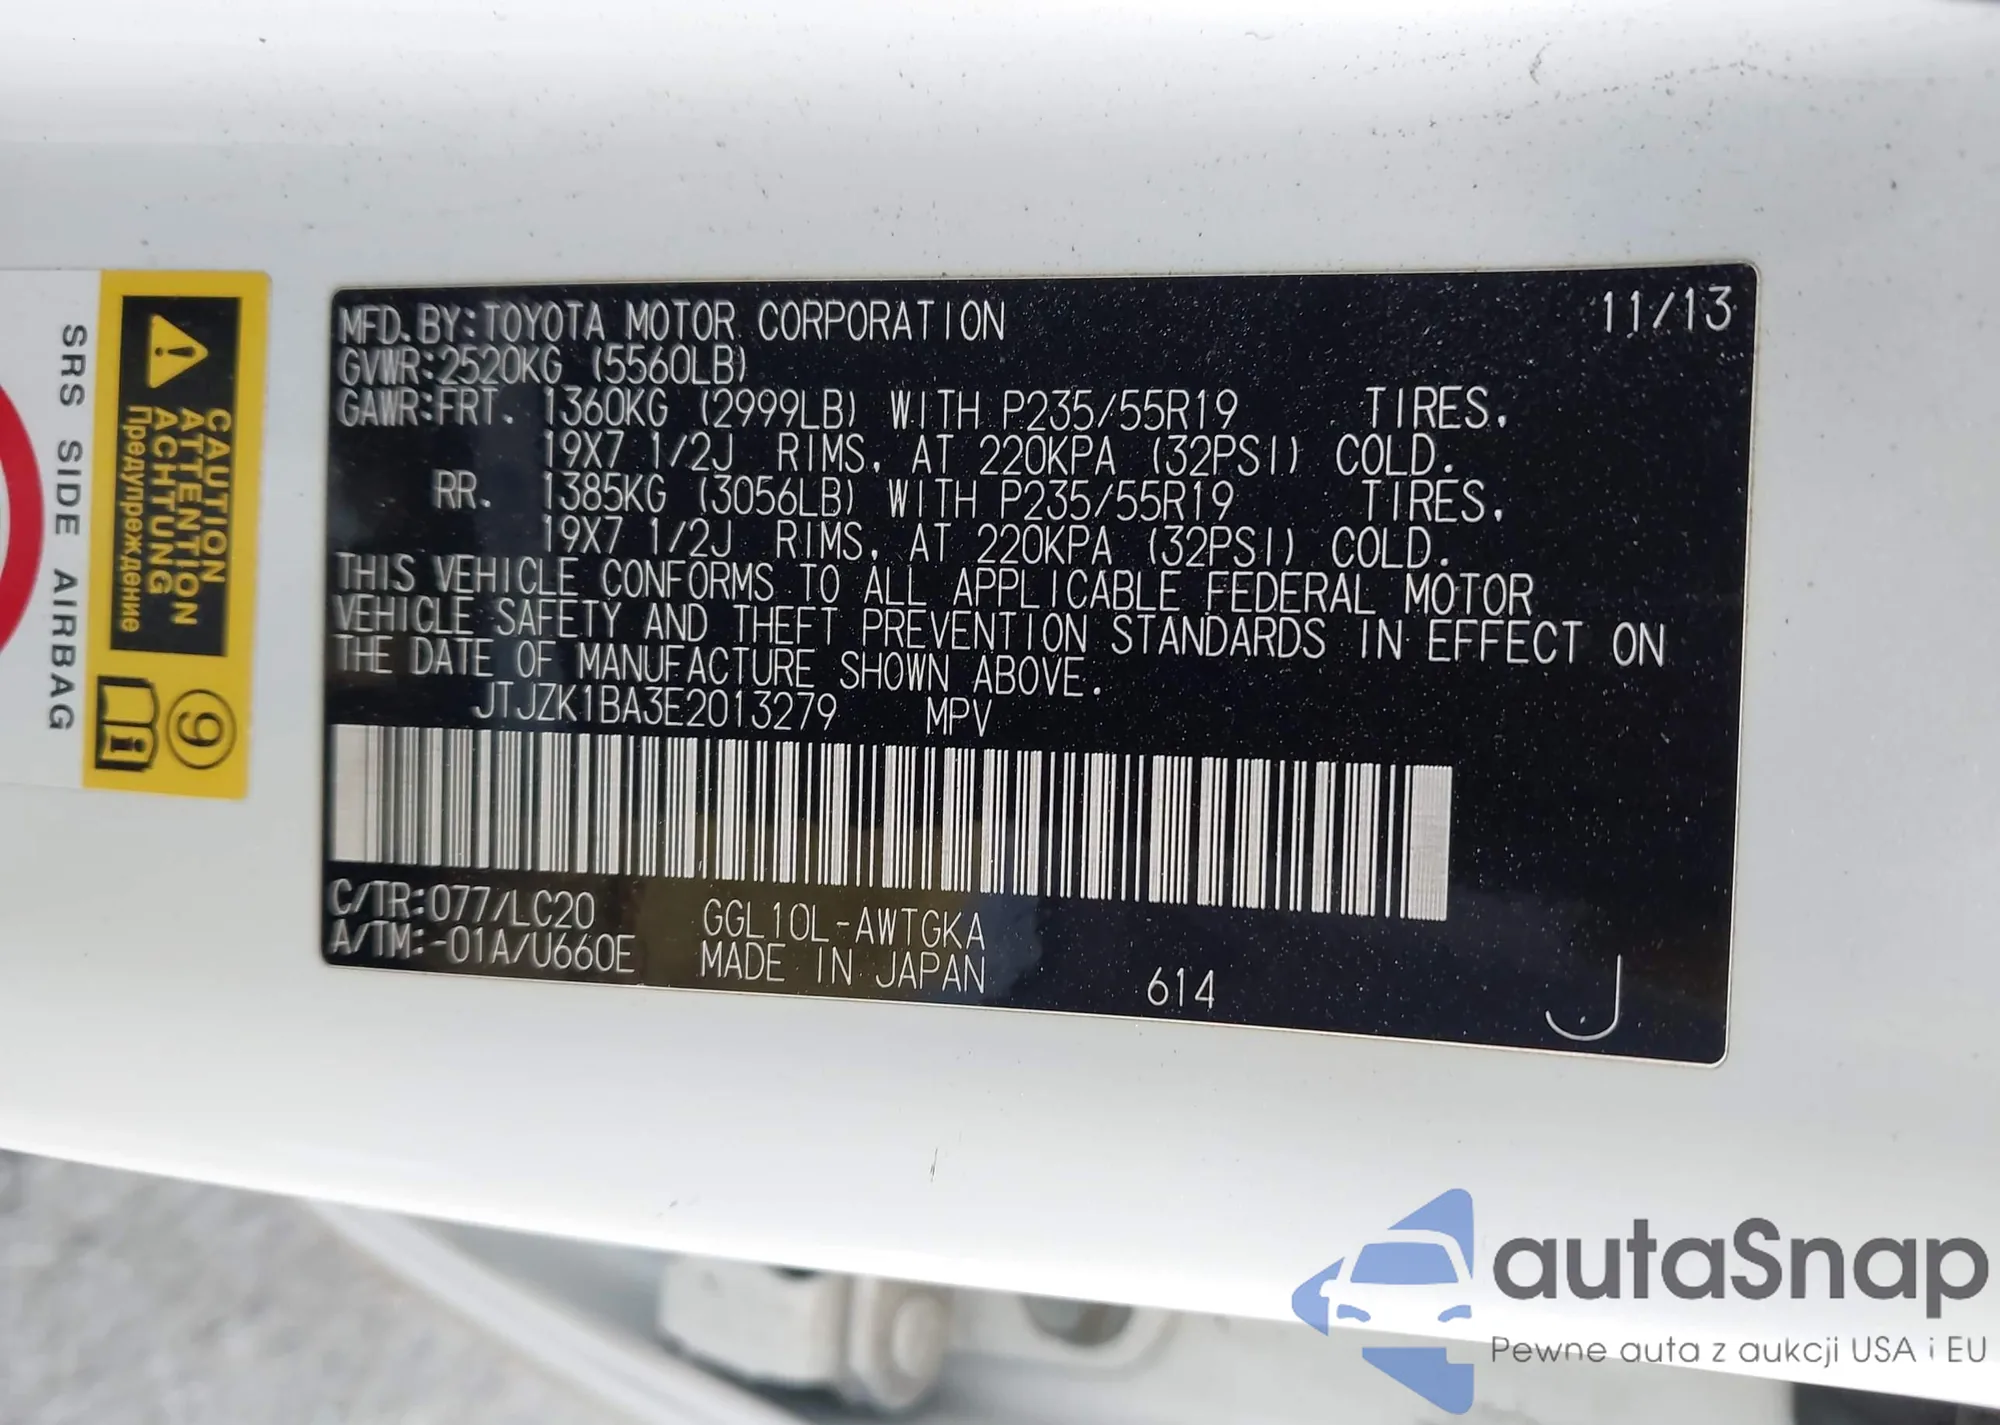 SRS SIDE AIRBAG
CAUTION
ATTENTION
ACHTUNG
Предупреждение
9
MFD.BY:TOYOTA MOTOR CORPORATION 11/13
GVWR:2520KG (5560LB)
GAWR:FRT. 1360KG (2999LB) WITH P235/55R19 TIRES,
19X7 1/2J RIMS, AT 220KPA (32PSI) COLD.
RR. 1385KG (3056LB) WITH P235/55R19 TIRES,
19X7 1/2J RIMS, AT 220KPA (32PSI) COLD.
THIS VEHICLE CONFORMS TO ALL APPLICABLE FEDERAL MOTOR
VEHICLE SAFETY AND THEFT PREVENTION STANDARDS IN EFFECT ON
THE DATE OF MANUFACTURE SHOWN ABOVE.
JTJZK1BA3E2013279 MPV
C/TR:077/LC20 GGL10L-AWTGKA
A/TM:-01A/U660E MADE IN JAPAN 614 J
autaSnap
Pewne auta z aukcji USA i EU